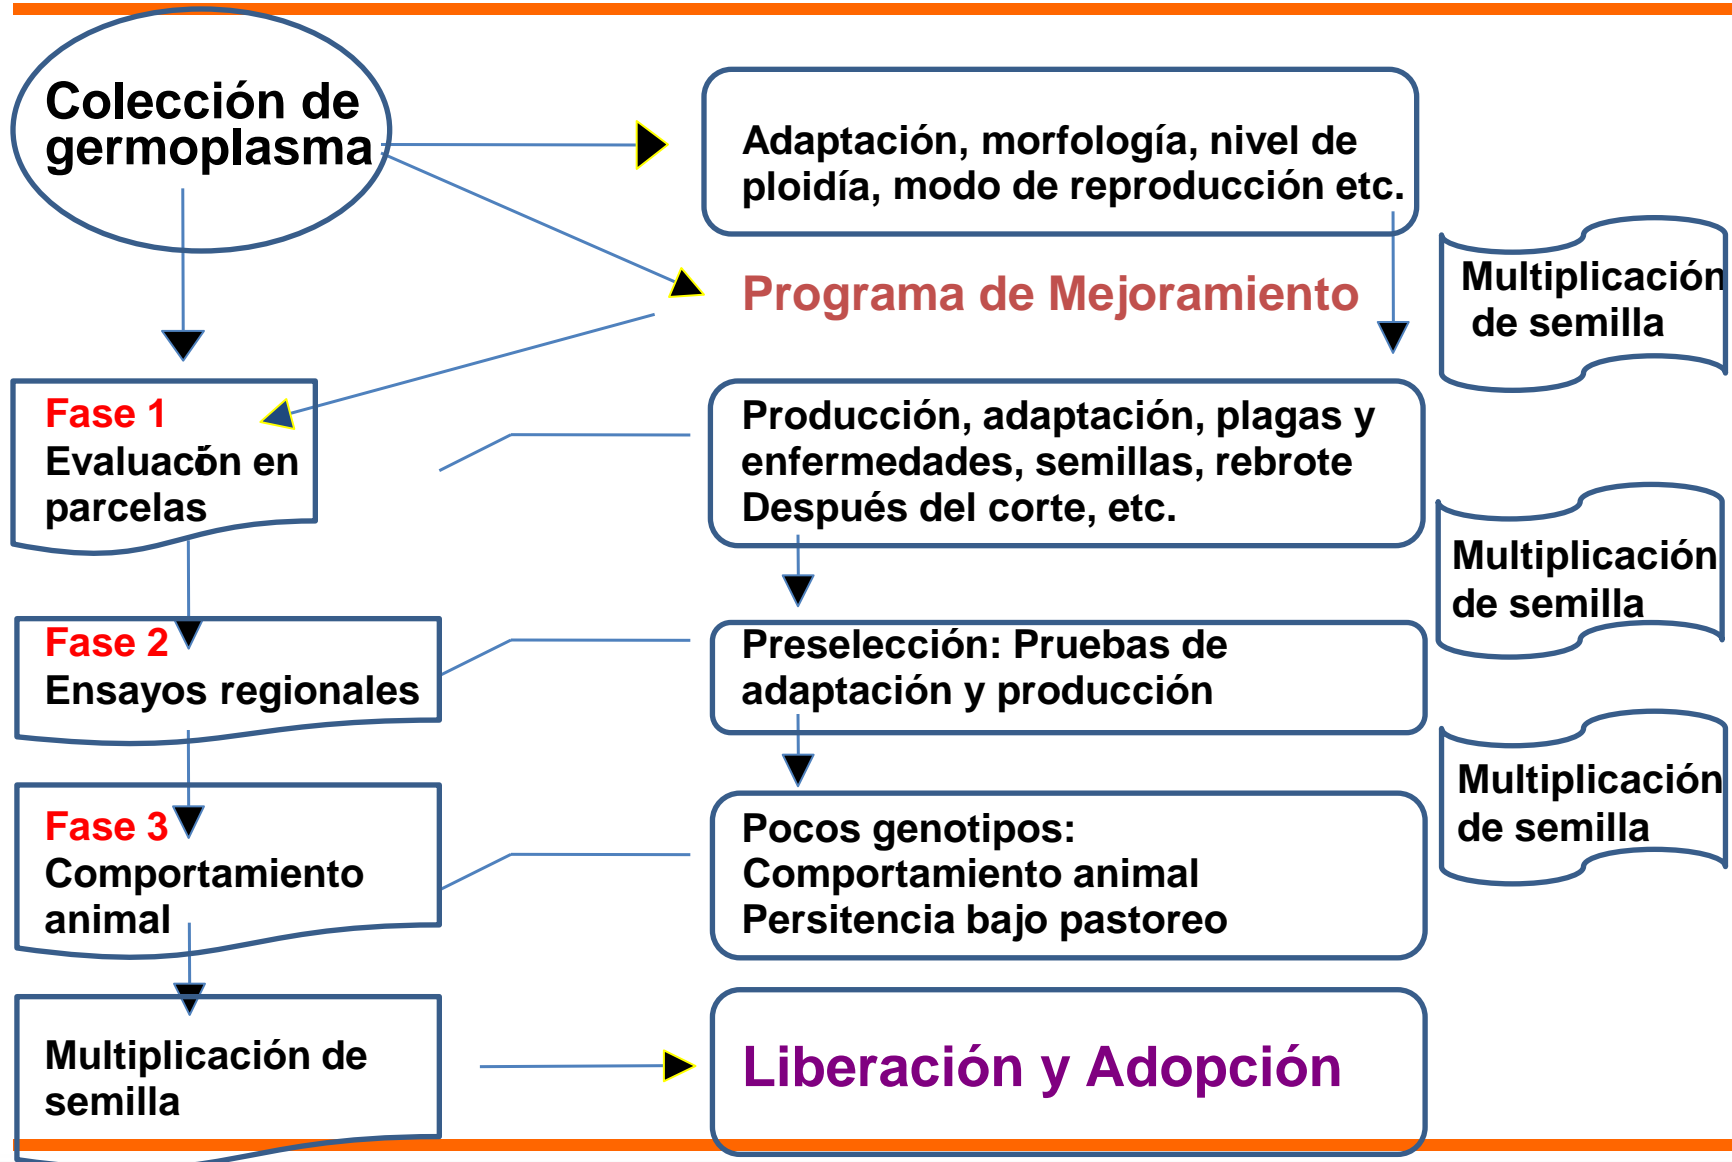 Colección de
germoplasma
Adaptación, morfología, nivel de
ploidía, modo de reproducción etc.
Programa de Mejoramiento
Multiplicación
de semilla
Fase 1
Evaluación en
parcelas
Producción, adaptación, plagas y
enfermedades, semillas, rebrote
Después del corte, etc.
Multiplicación
de semilla
Fase 2
Ensayos regionales
Preselección: Pruebas de
adaptación y producción
Multiplicación
de semilla
Fase 3
Comportamiento
animal
Pocos genotipos:
Comportamiento animal
Persitencia bajo pastoreo
Multiplicación de
semilla
Liberación y Adopción